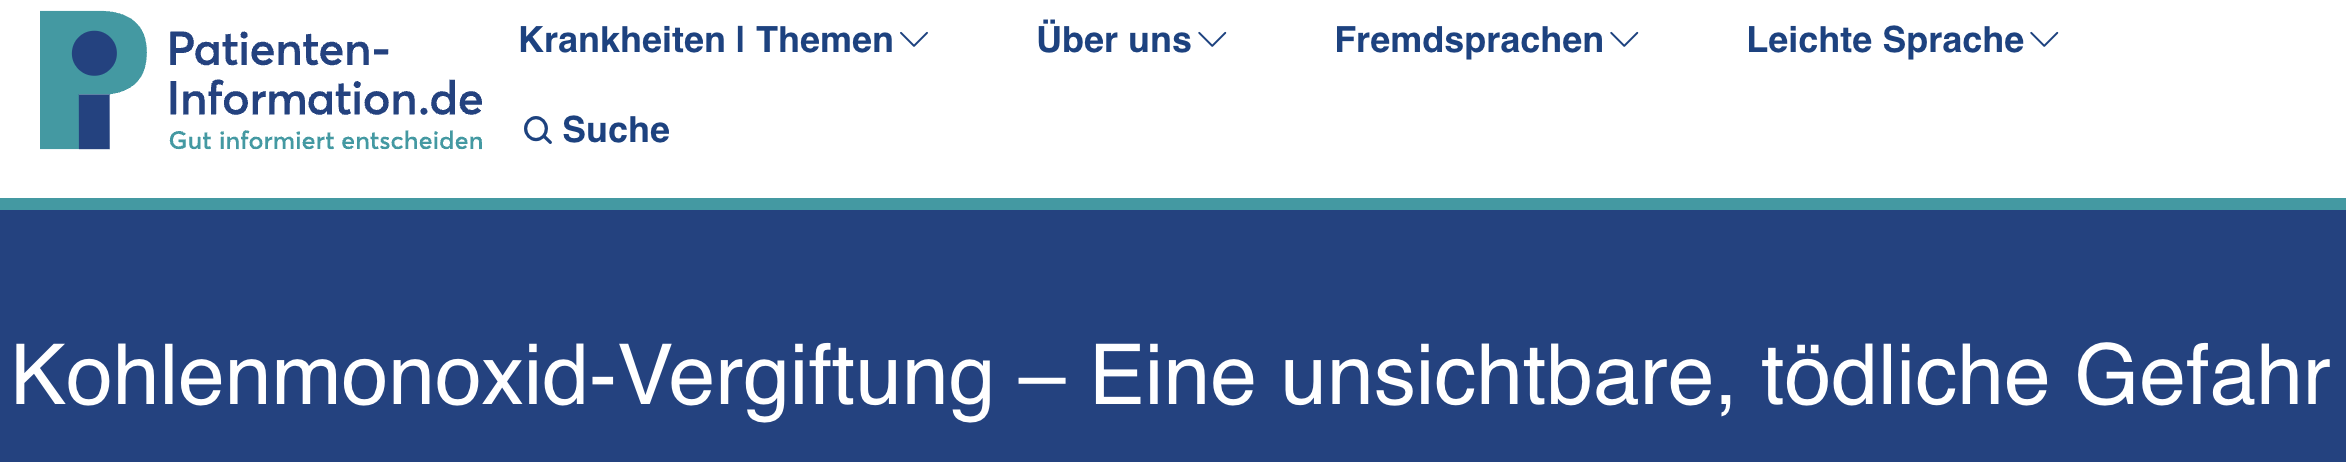 Patienten-
Information.de
Gut informiert entscheiden
Krankheiten | Themen
Über uns
Fremdsprachen
Leichte Sprache
Suche
Kohlenmonoxid-Vergiftung – Eine unsichtbare, tödliche Gefahr